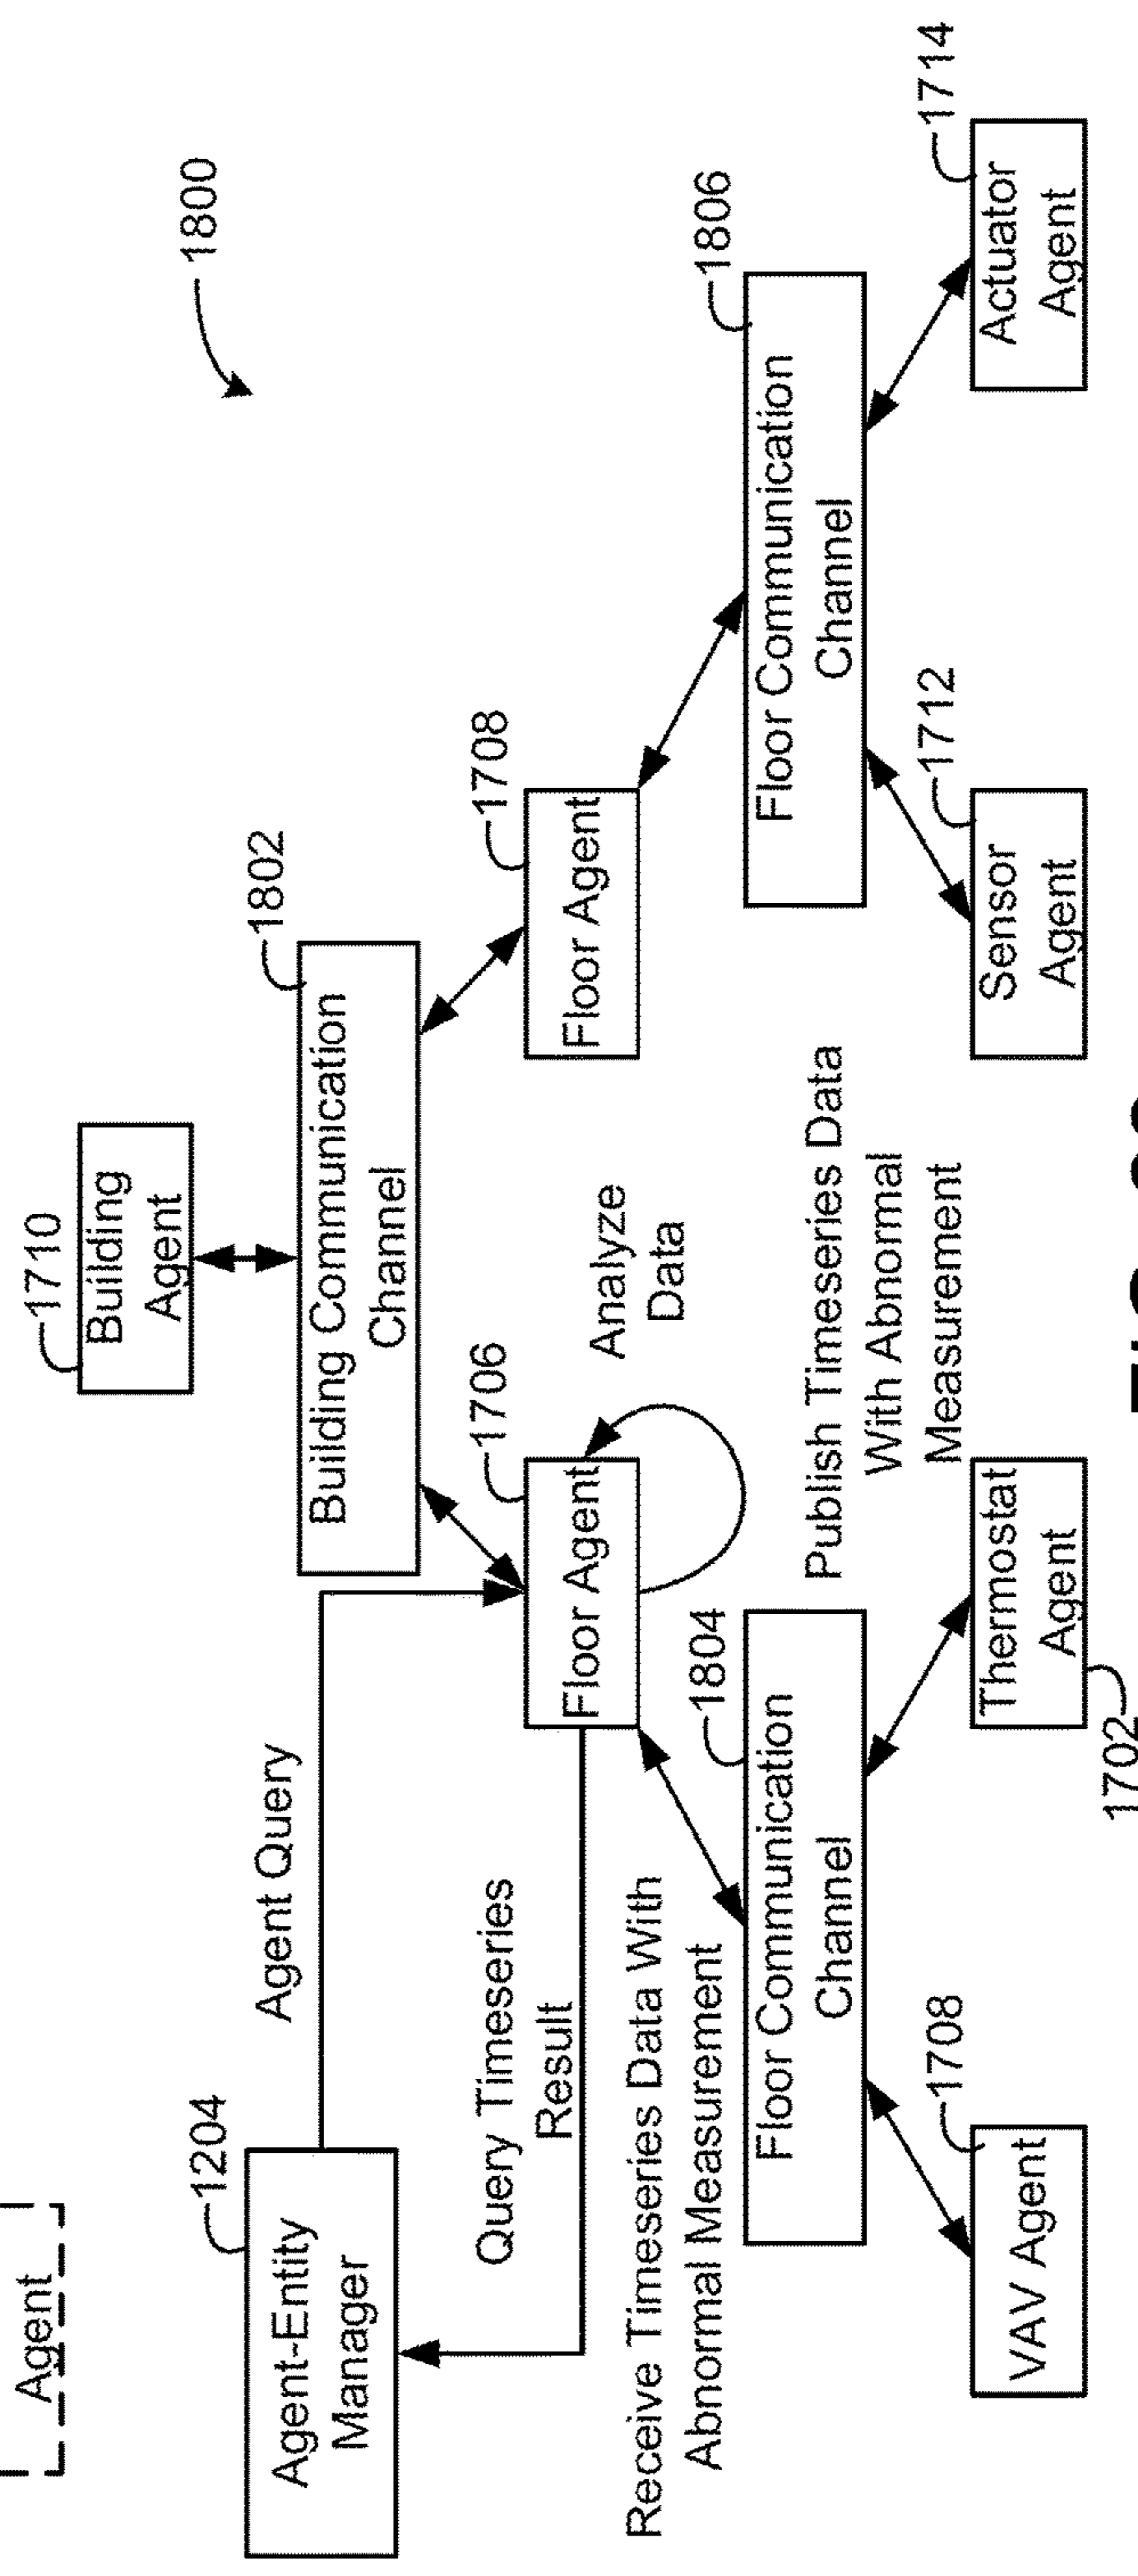 Agent
1800
1710
Building
Agent
1802
Building Communication
Channel
1204
Agent-Entity
Manager
Agent Query
1706
Floor Agent
1708
Floor Agent
Query Timeseries
Result
Analyze
Data
Receive Timeseries Data With
Abnormal Measurement
1804
Floor Communication
Channel
Publish Timeseries Data
With Abnormal
Measurement
1806
Floor Communication
Channel
1708
VAV Agent
Thermostat
Agent
1702
1712
Sensor
Agent
1714
Actuator
Agent